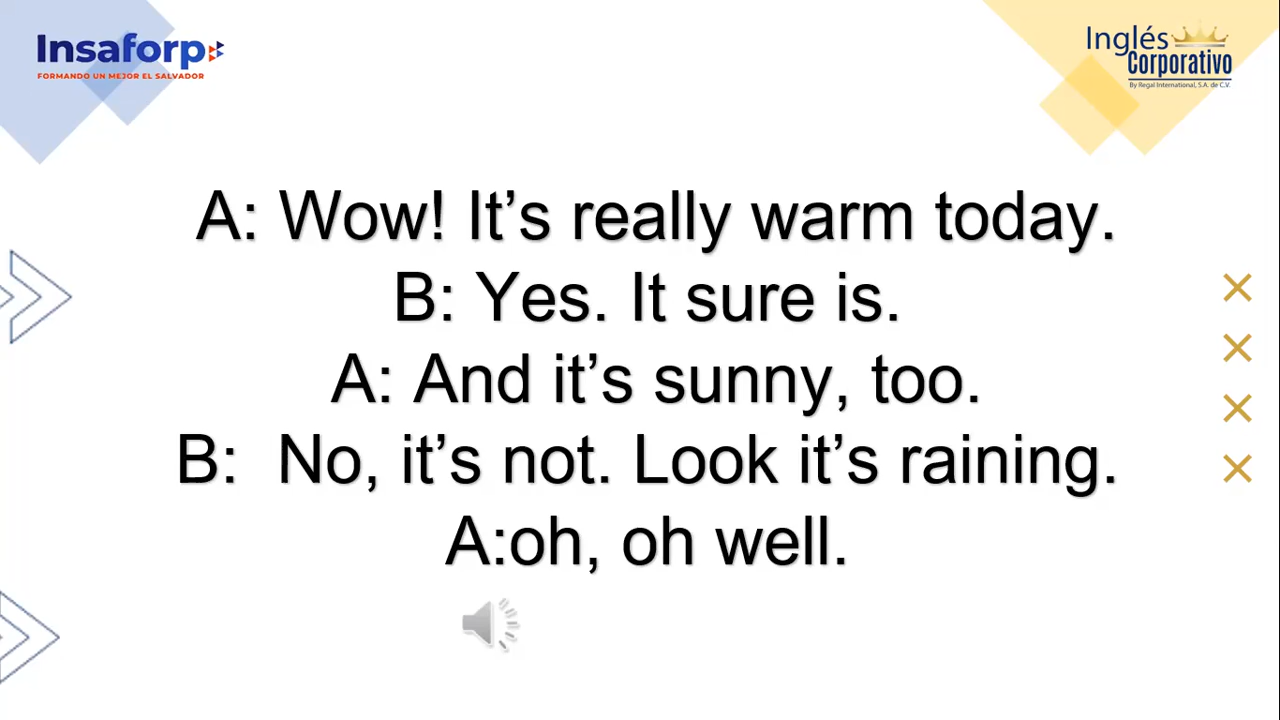 Insaforp
FORMANDO UN MEJOR EL SALVADOR
Inglés
Corporativo
By Regal International, S.A. de C.V.
A: Wow! It’s really warm today.
B: Yes. It sure is.
A: And it’s sunny, too.
B:  No, it’s not. Look it’s raining.
A:oh, oh well.